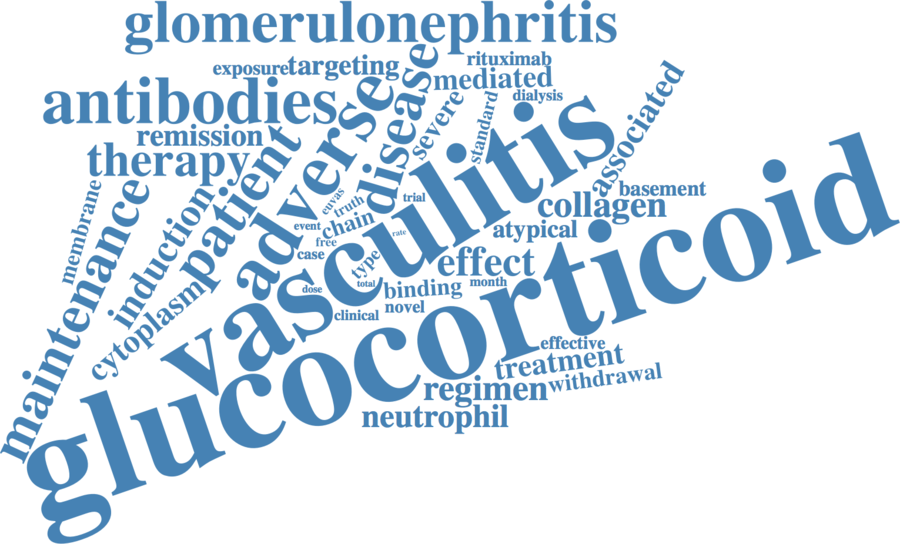 glomerulonephritis
exposure
targeting
rituximab
mediated
antibodies
dialysis
disease
severe
standard
associated
remission
therapy
adverse
patient
vasculitis
basement
collagen
membrane
maintenance
induction
cytoplasm
euvas
truth
trial
event
chain
rate
free
case
type
total
dose
atypical
effect
binding
month
novel
clinical
glucocorticoid
effective
treatment
regimen
withdrawal
neutrophil